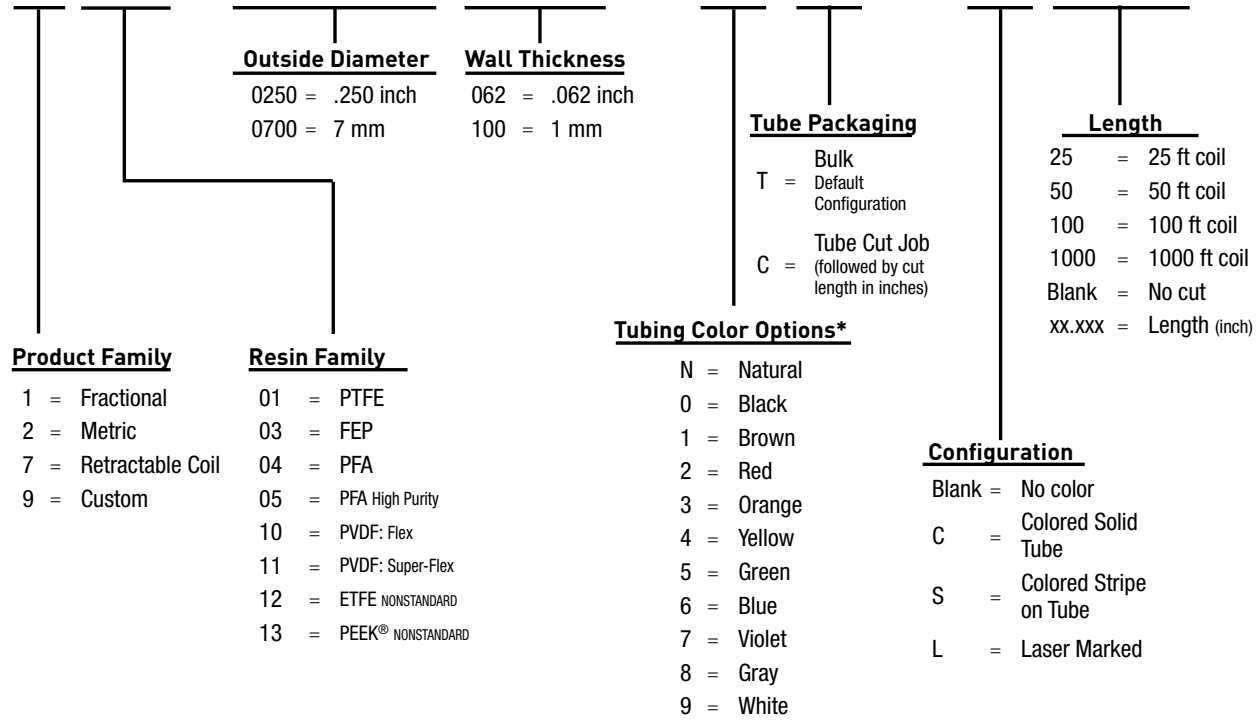 Outside Diameter
0250 = .250 inch
0700 = 7 mm
Wall Thickness
062 = .062 inch
100 = 1 mm
Tube Packaging
T = Bulk
Default
Configuration
C = Tube Cut Job
(followed by cut
length in inches)
Length
25 = 25 ft coil
50 = 50 ft coil
100 = 100 ft coil
1000 = 1000 ft coil
Blank = No cut
xx.xxx = Length (inch)
Product Family
1 = Fractional
2 = Metric
7 = Retractable Coil
9 = Custom
Resin Family
01 = PTFE
03 = FEP
04 = PFA
05 = PFA High Purity
10 = PVDF: Flex
11 = PVDF: Super-Flex
12 = ETFE NONSTANDARD
13 = PEEK® NONSTANDARD
Tubing Color Options*
N = Natural
0 = Black
1 = Brown
2 = Red
3 = Orange
4 = Yellow
5 = Green
6 = Blue
7 = Violet
8 = Gray
9 = White
Configuration
Blank = No color
C = Colored Solid
Tube
S = Colored Stripe
on Tube
L = Laser Marked